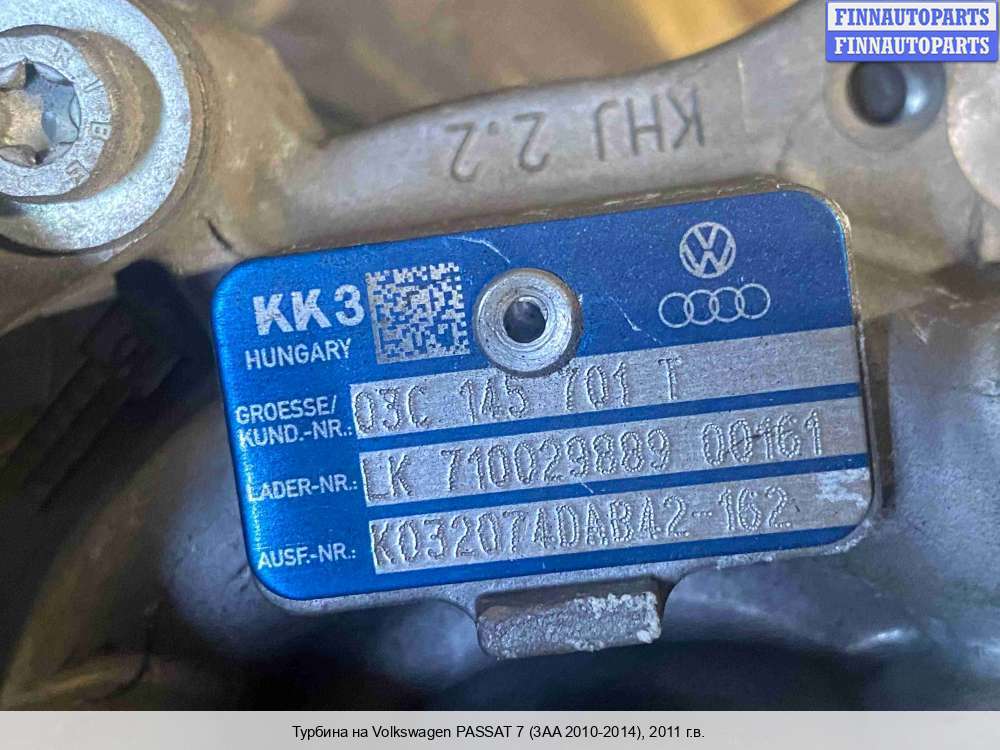 FINNAUTOPARTS
FINNAUTOPARTS
KHJ 2.2
KK3
HUNGARY
GROESSE/
KUND.-NR.: 03C 145 701 T
LADER-NR.: LK 710029889 00161
AUSF.-NR.: K032074DABA2-162
Турбина на Volkswagen PASSAT 7 (3AA 2010-2014), 2011 г.в.